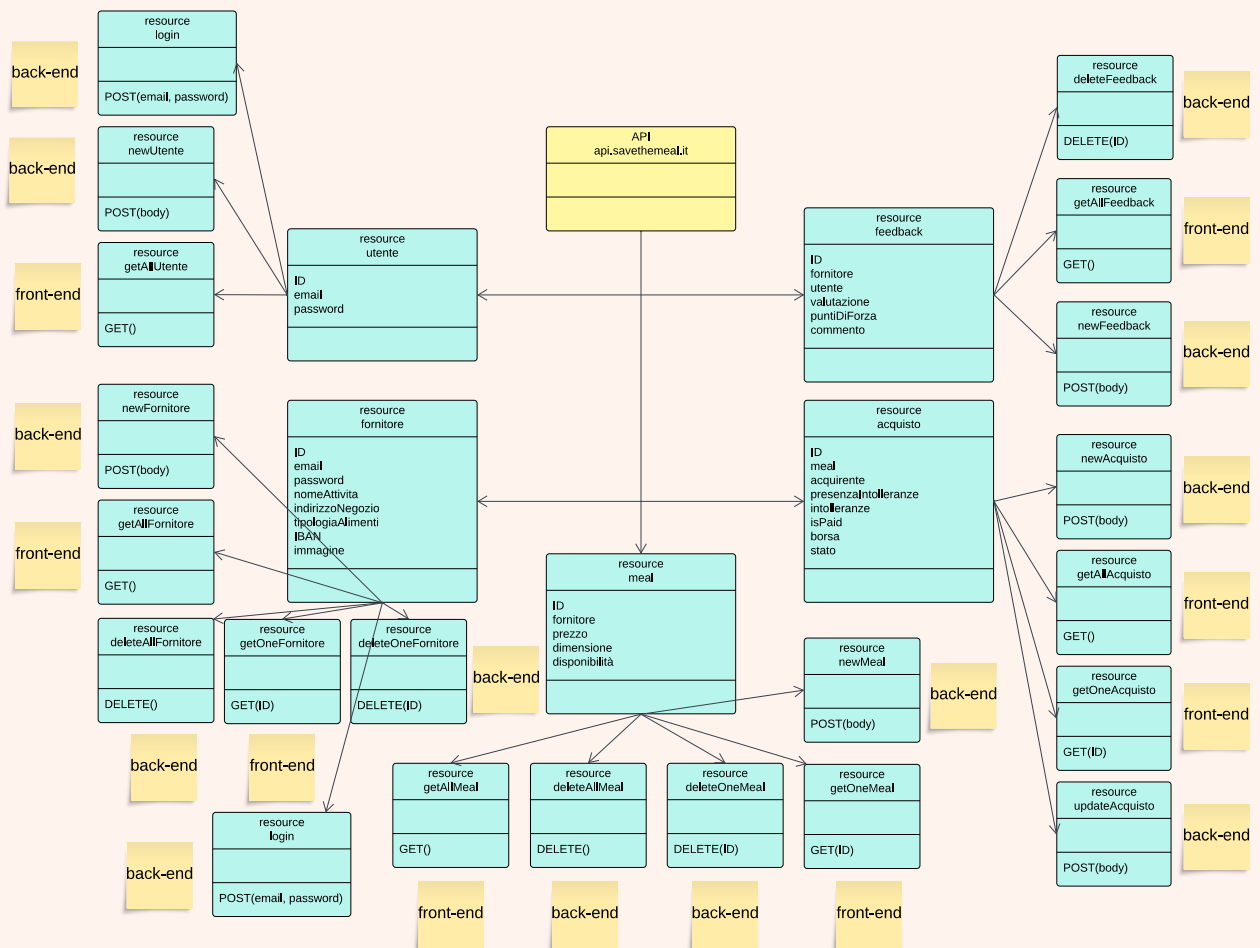 back-end
resource
login
POST(email, password)
back-end
resource
newUtente
POST(body)
front-end
resource
getAllUtente
GET()
resource
utente
ID
email
password
API
api.savethemeal.it
resource
feedback
ID
fornitore
utente
valutazione
puntiDiForza
commento
resource
deleteFeedback
DELETE(ID)
back-end
resource
getAllFeedback
GET()
front-end
resource
newFeedback
POST(body)
back-end
back-end
resource
newFornitore
POST(body)
front-end
resource
getAllFornitore
GET()
resource
fornitore
ID
email
password
nomeAttivita
indirizzoNegozio
tipologiaAlimenti
IBAN
immagine
resource
acquisto
ID
meal
acquirente
presenzaIntolleranze
intolleranze
isPaid
borsa
stato
resource
newAcquisto
POST(body)
back-end
resource
getAllAcquisto
GET()
front-end
resource
getOneAcquisto
GET(ID)
front-end
resource
updateAcquisto
POST(body)
back-end
resource
deleteAllFornitore
DELETE()
back-end
resource
getOneFornitore
GET(ID)
front-end
resource
deleteOneFornitore
DELETE(ID)
back-end
back-end
resource
login
POST(email, password)
resource
meal
ID
fornitore
prezzo
dimensione
disponibilità
resource
newMeal
POST(body)
back-end
resource
getAllMeal
GET()
front-end
resource
deleteAllMeal
DELETE()
back-end
resource
deleteOneMeal
DELETE(ID)
back-end
resource
getOneMeal
GET(ID)
front-end